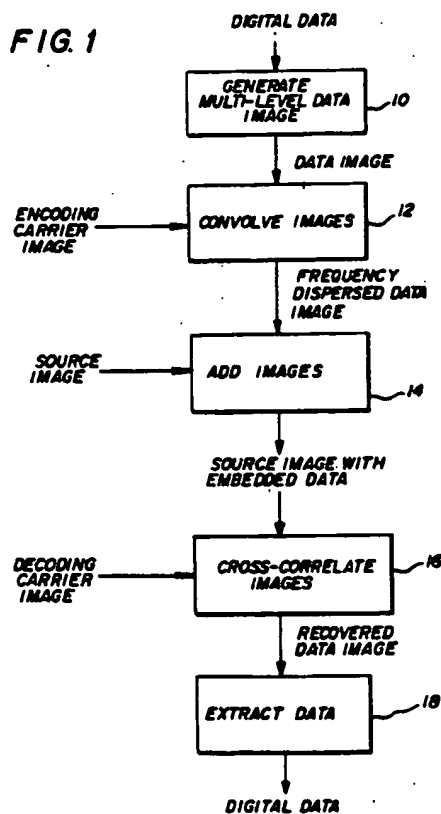 FIG. 1
DIGITAL DATA
GENERATE
MULTI-LEVEL DATA
IMAGE
10
DATA IMAGE
ENCODING
CARRIER
IMAGE
CONVOLVE IMAGES
12
FREQUENCY
DISPERSED DATA
IMAGE
SOURCE
IMAGE
ADD IMAGES
14
SOURCE IMAGE WITH
EMBEDDED DATA
DECODING
CARRIER
IMAGE
CROSS-CORRELATE
IMAGES
16
RECOVERED
DATA IMAGE
EXTRACT DATA
18
DIGITAL DATA